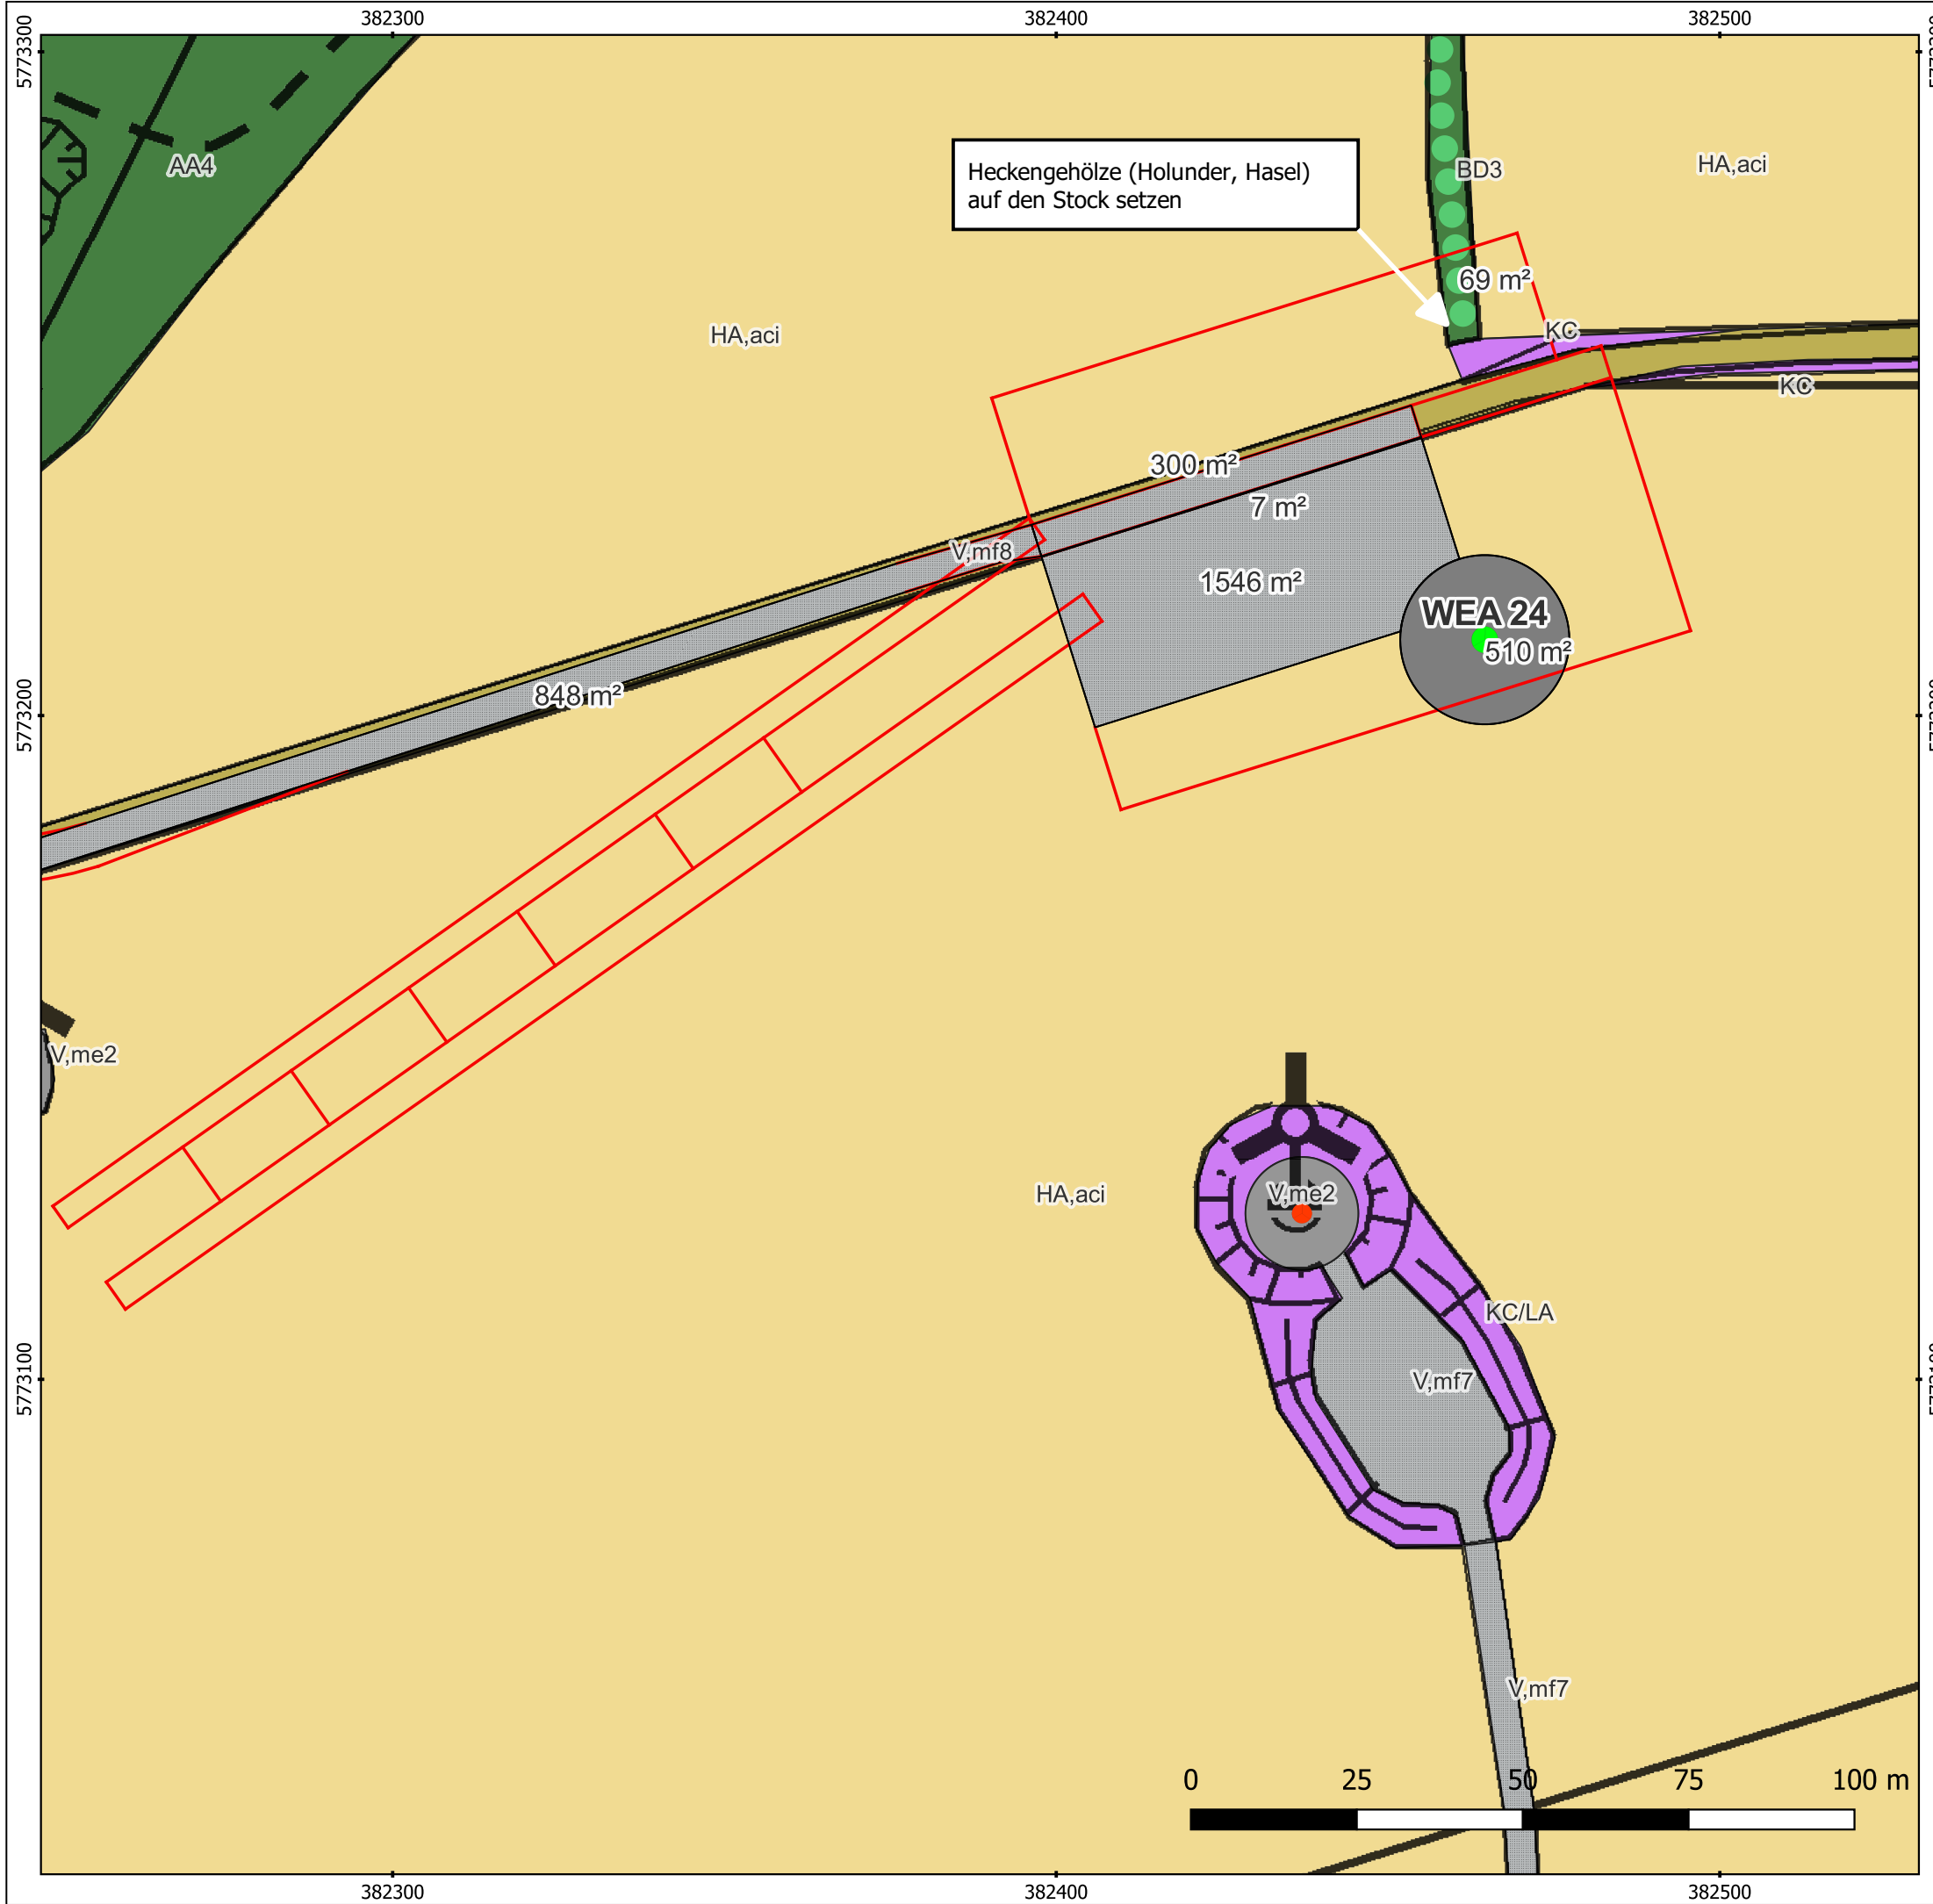 382300
382400
382500
5773300
AA4
Heckengehölze (Holunder, Hasel)
auf den Stock setzen
BD3
HA,aci
69 m²
HA,aci
KC
KC
300 m²
7 m²
V,mf8
1546 m²
WEA 24
510 m²
848 m²
5773200
V,me2
HA,aci
V,me2
KC/LA
5773100
V,mf7
V,mf7
0 25 50 75 100 m
382300
382400
382500